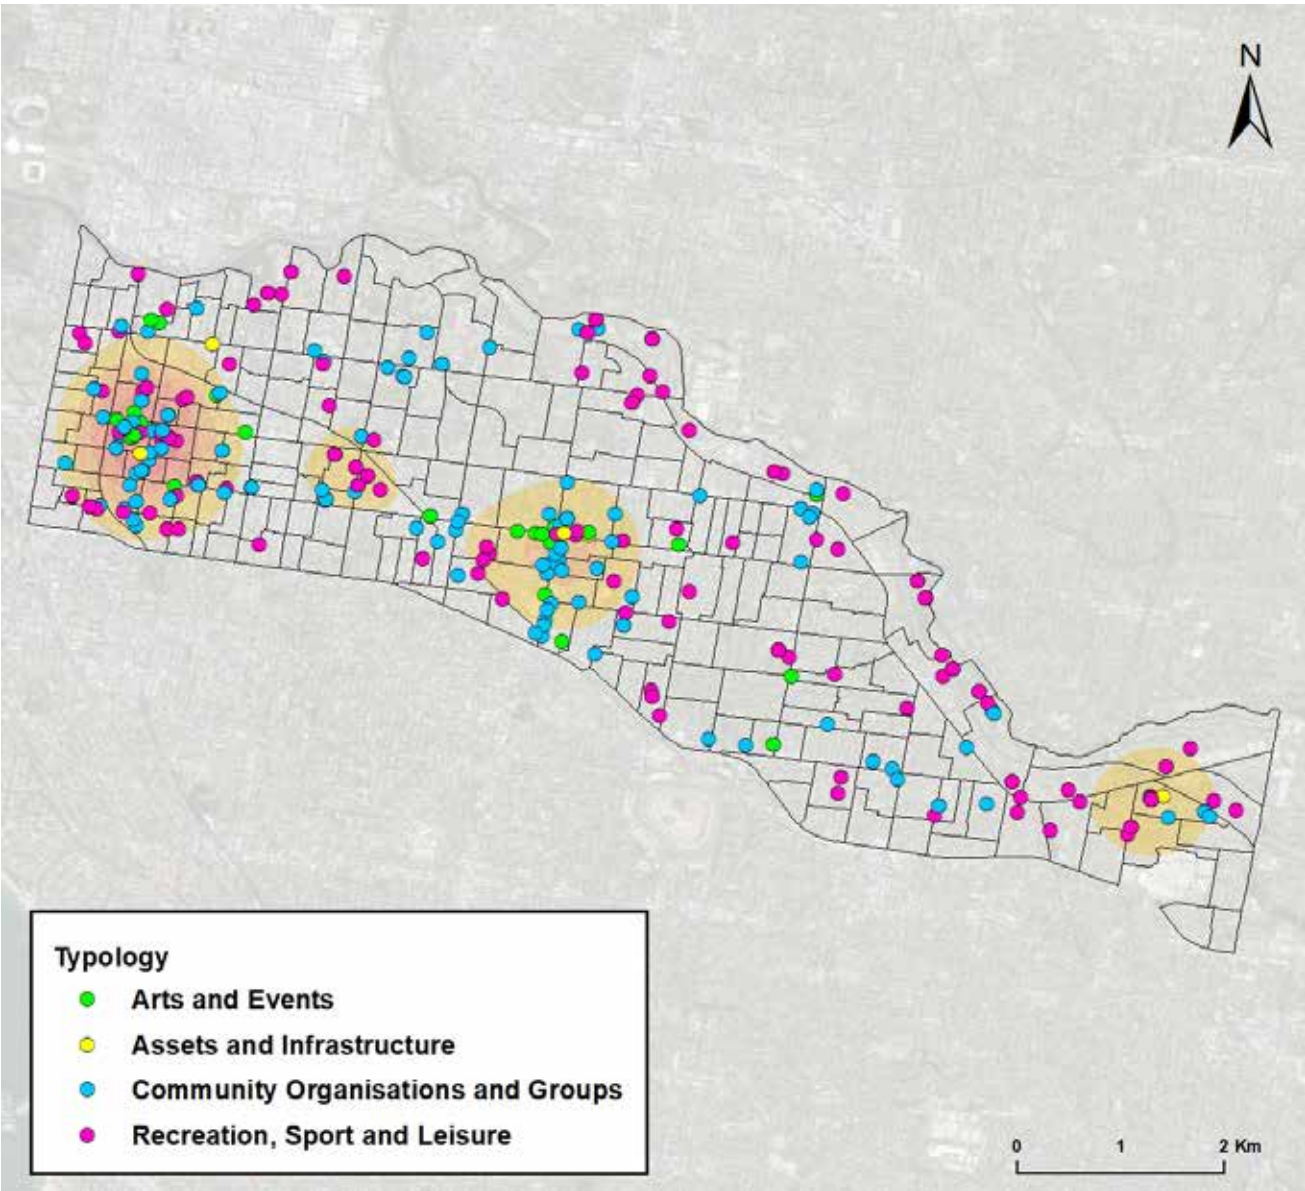 N
Typology
Arts and Events
Assets and Infrastructure
Community Organisations and Groups
Recreation, Sport and Leisure
0 1 2 Km